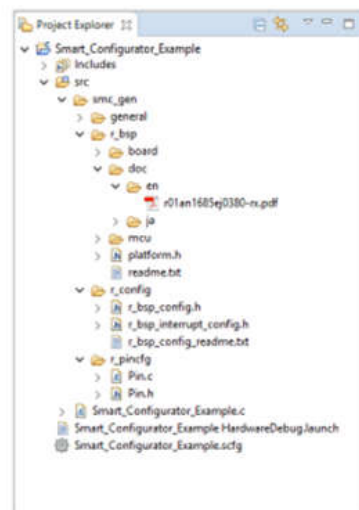 Project Explorer
Smart_Configurator_Example
Includes
src
smc_gen
general
r_bsp
board
doc
en
r01an1685ej0380-rx.pdf
ja
mcu
platform.h
readme.txt
r_config
r_bsp_config.h
r_bsp_interrupt_config.h
r_bsp_config_readme.txt
r_pincfg
Pin.c
Pin.h
Smart_Configurator_Example.c
Smart_Configurator_Example HardwareDebug.launch
Smart_Configurator_Example.scfg